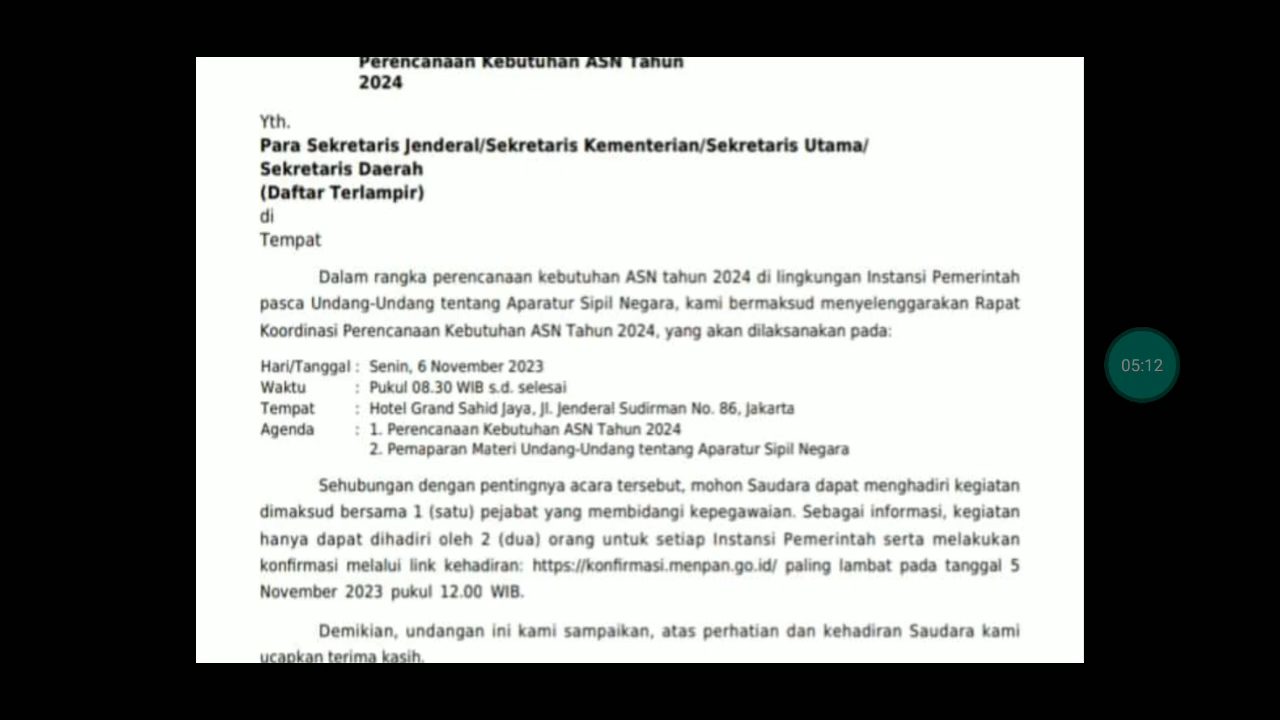 Perencanaan Kebutuhan ASN Tahun
2024
Yth.
Para Sekretaris Jenderal/Sekretaris Kementerian/Sekretaris Utama/
Sekretaris Daerah
(Daftar Terlampir)
di
Tempat
Dalam rangka perencanaan kebutuhan ASN tahun 2024 di lingkungan Instansi Pemerintah
pasca Undang-Undang tentang Aparatur Sipil Negara, kami bermaksud menyelenggarakan Rapat
Koordinasi Perencanaan Kebutuhan ASN Tahun 2024, yang akan dilaksanakan pada:
Hari/Tanggal : Senin, 6 November 2023
Waktu : Pukul 08.30 WIB s.d. selesai
Tempat : Hotel Grand Sahid Jaya, Jl. Jenderal Sudirman No. 86, Jakarta
Agenda : 1. Perencanaan Kebutuhan ASN Tahun 2024
2. Pemaparan Materi Undang-Undang tentang Aparatur Sipil Negara
Sehubungan dengan pentingnya acara tersebut, mohon Saudara dapat menghadiri kegiatan
dimaksud bersama 1 (satu) pejabat yang membidangi kepegawaian. Sebagai informasi, kegiatan
hanya dapat dihadiri oleh 2 (dua) orang untuk setiap Instansi Pemerintah serta melakukan
konfirmasi melalui link kehadiran: https://konfirmasi.menpan.go.id/ paling lambat pada tanggal 5
November 2023 pukul 12.00 WIB.
Demikian, undangan ini kami sampaikan, atas perhatian dan kehadiran Saudara kami
ucapkan terima kasih.
05:12